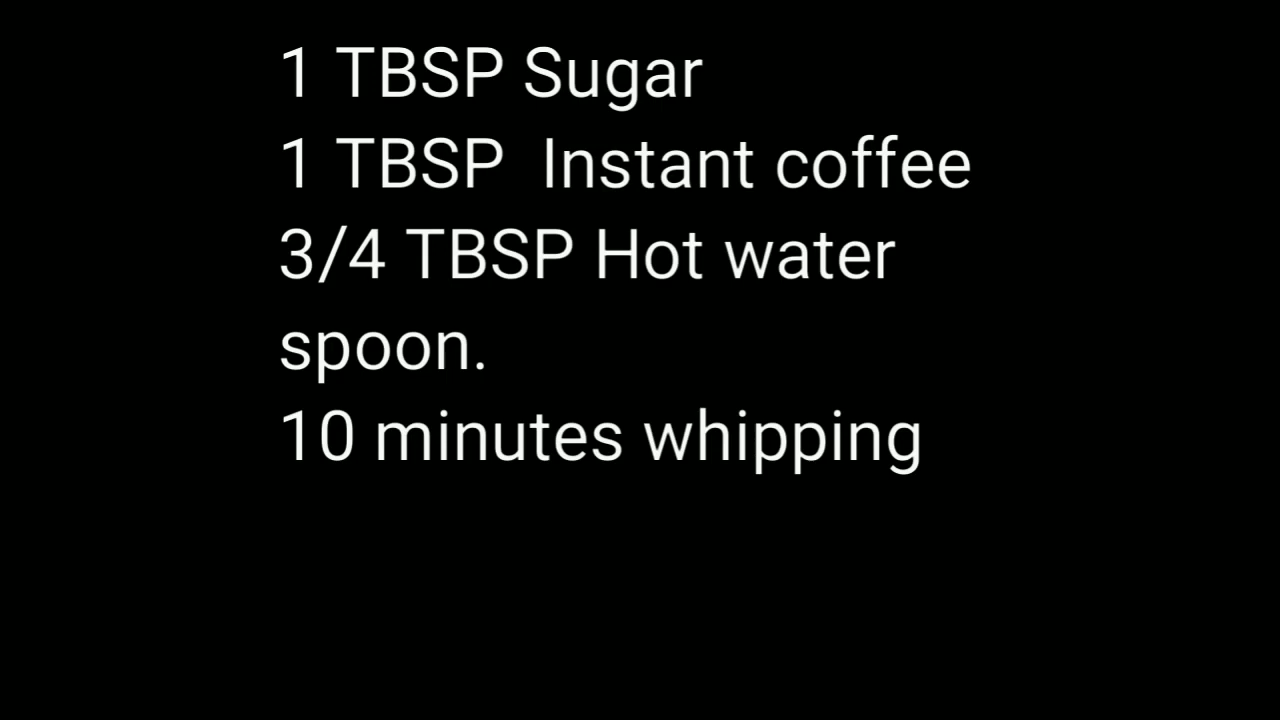 1 TBSP Sugar
1 TBSP  Instant coffee
3/4 TBSP Hot water
spoon.
10 minutes whipping